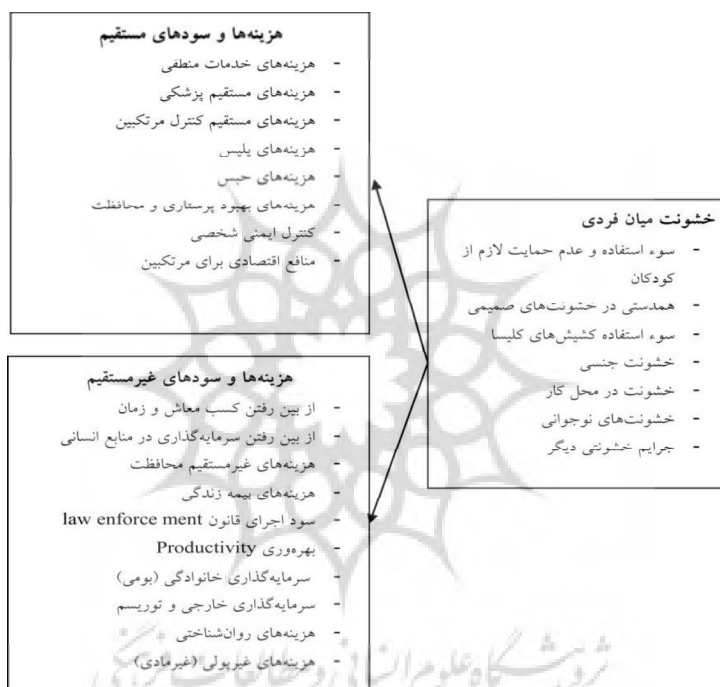 هزینه‌ها و سودهای مستقیم
- هزینه‌های خدمات منطقی
- هزینه‌های مستقیم پزشکی
- هزینه‌های مستقیم کنترل مرتکبین
- هزینه‌های پلیس
- هزینه‌های حبس
- هزینه‌های بهبود پرستاری و محافظت
- کنترل ایمنی شخصی
- منافع اقتصادی برای مرتکبین
خشونت میان فردی
- سوء استفاده و عدم حمایت لازم از
کودکان
- همدستی در خشونت‌های صمیمی
- سوء استفاده کشیش‌های کلیسا
- خشونت جنسی
- خشونت در محل کار
- خشونت‌های نوجوانی
- جرایم خشونتی دیگر
هزینه‌ها و سودهای غیرمستقیم
- از بین رفتن کسب معاش و زمان
- از بین رفتن سرمایه‌گذاری در منابع انسانی
- هزینه‌های غیرمستقیم محافظت
- هزینه‌های بیمه زندگی
- سود اجرای قانون law enforce ment
- بهره‌وری Productivity
- سرمایه‌گذاری خانوادگی (بومی)
- سرمایه‌گذاری خارجی و توریسم
- هزینه‌های روان‌شناختی
- هزینه‌های غیرپولی (غیرمادی)
پژوهشگاه علوم انسانی و مطالعات فرهنگی